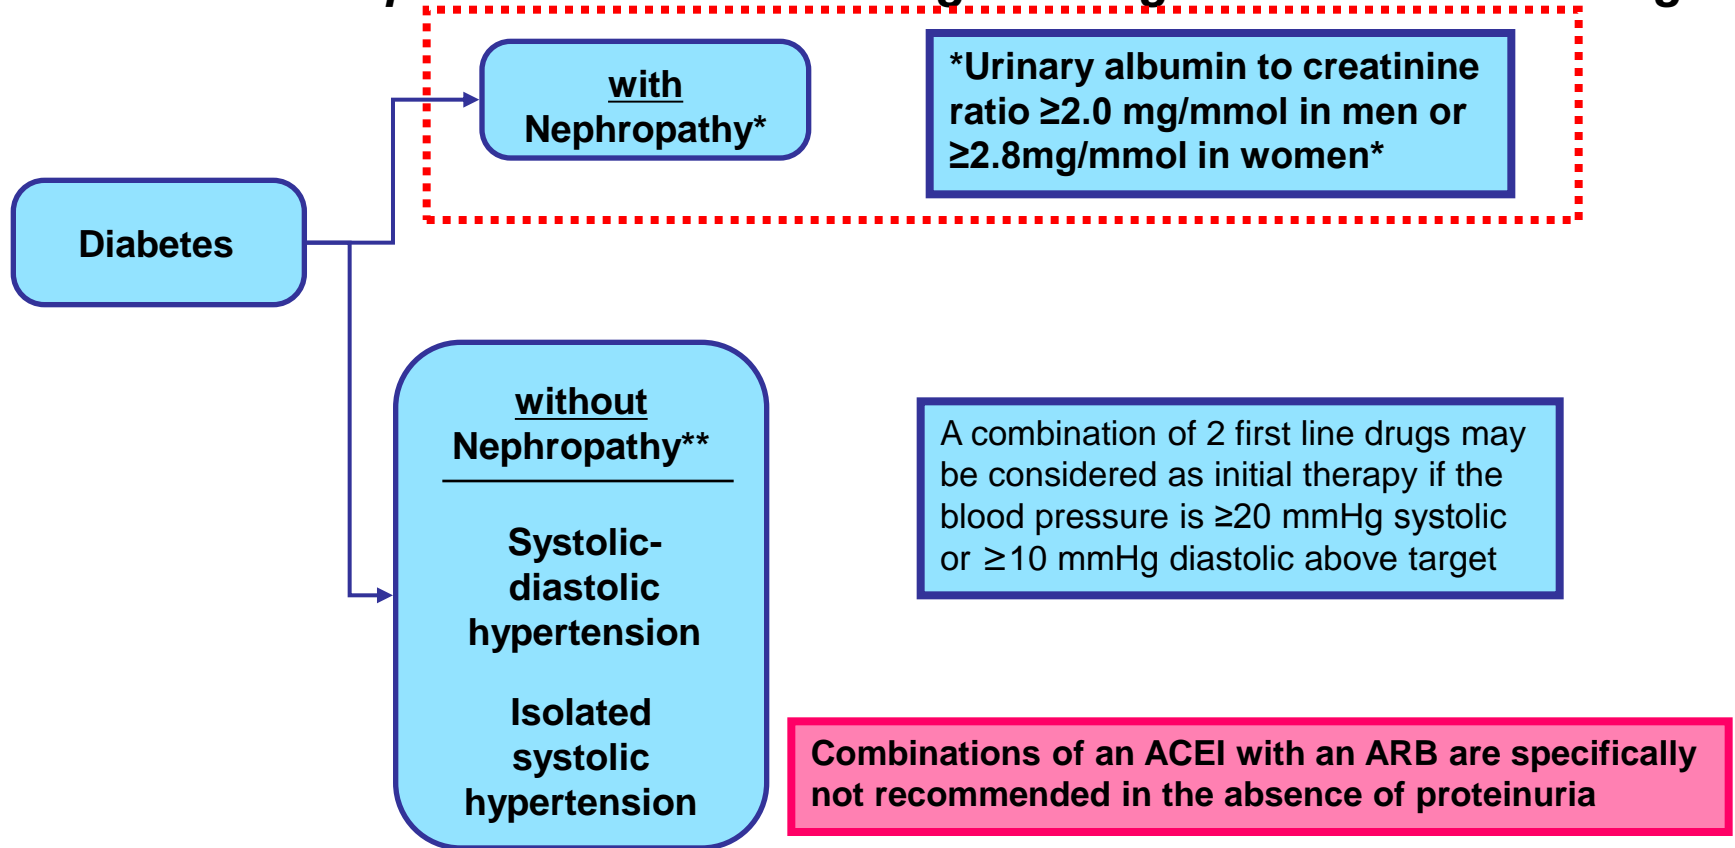 with
Nephropathy*
*Urinary albumin to creatinine
ratio ≥2.0 mg/mmol in men or
≥2.8mg/mmol in women*
Diabetes
without
Nephropathy**
Systolic-
diastolic
hypertension
Isolated
systolic
hypertension
A combination of 2 first line drugs may
be considered as initial therapy if the
blood pressure is ≥20 mmHg systolic
or ≥10 mmHg diastolic above target
Combinations of an ACEI with an ARB are specifically
not recommended in the absence of proteinuria